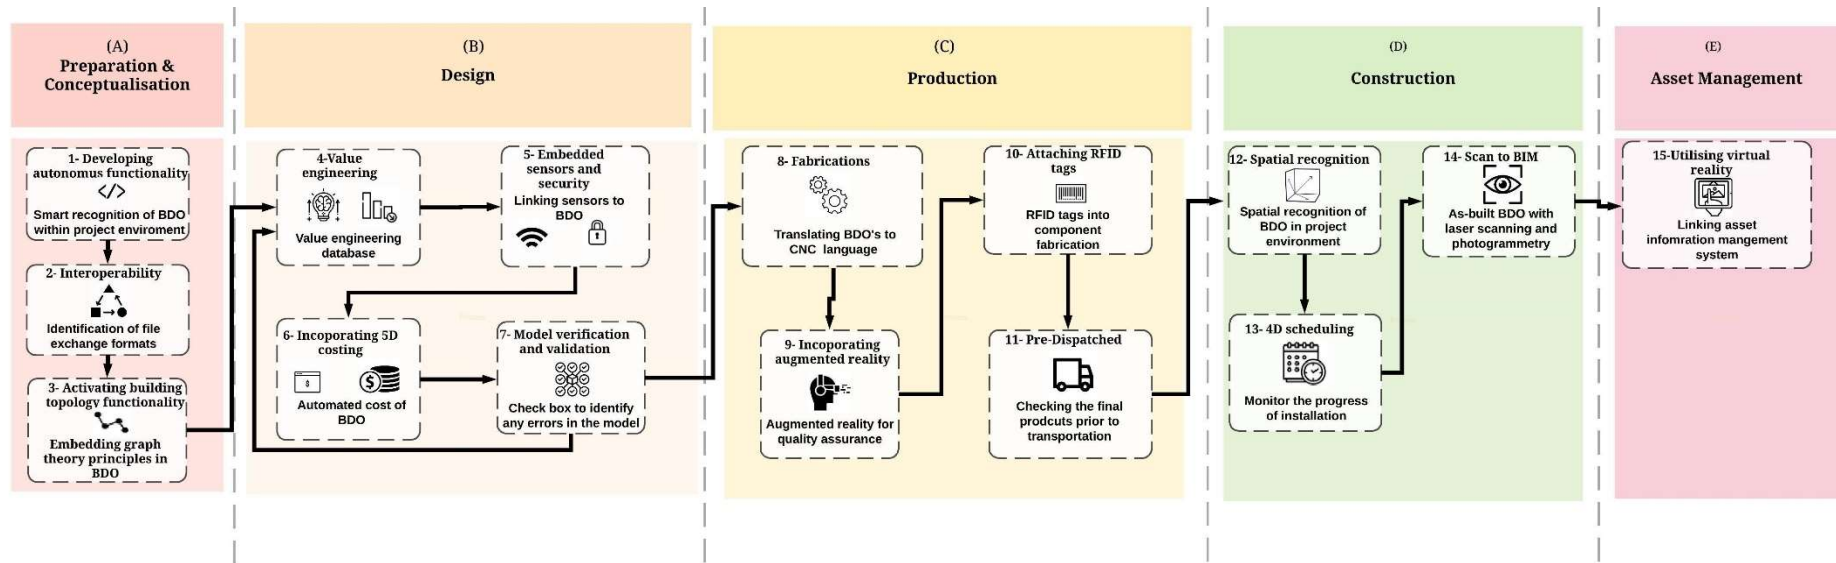 (A)
Preparation &
Conceptualisation
1- Developing
autonomus functionality
</>
Smart recognition of BDO
within project enviroment
2- Interoperability
Identification of file
exchange formats
3- Activating building
topology functionality
Embedding graph
theory principles in
BDO
(B)
Design
4-Value
engineering
Value engineering
database
5- Embedded
sensors and
security
Linking sensors to
BDO
6- Incoporating 5D
costing
$
Automated cost of
BDO
7- Model verification
and validation
Check box to identify
any errors in the model
(C)
Production
8- Fabrications
Translating BDO's to
CNC language
9- Incoporating
augmented reality
Augmented reality for
quality assurance
10- Attaching RFID
tags
RFID tags into
component
fabrication
11- Pre-Dispatched
Checking the final
prodcuts prior to
transportation
(D)
Construction
12- Spatial recognition
Spatial recognition of
BDO in project
environment
13- 4D scheduling
Monitor the progress
of installation
14- Scan to BIM
As-built BDO with
laser scanning and
photogrammetry
(E)
Asset Management
15-Utilising virtual
reality
Linking asset
infomration mangement
system